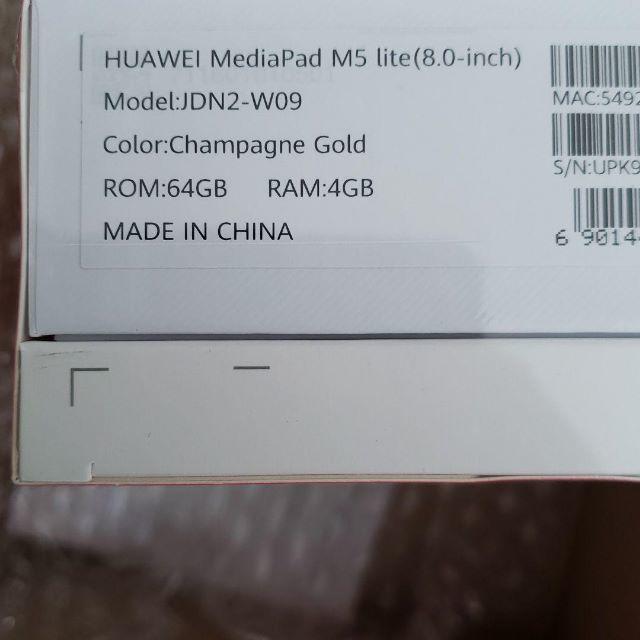 HUAWEI MediaPad M5 lite(8.0-inch)
Model:JDN2-W09
Color:Champagne Gold
ROM:64GB RAM:4GB
MADE IN CHINA
MAC:5492
S/N:UPK9
6 90144